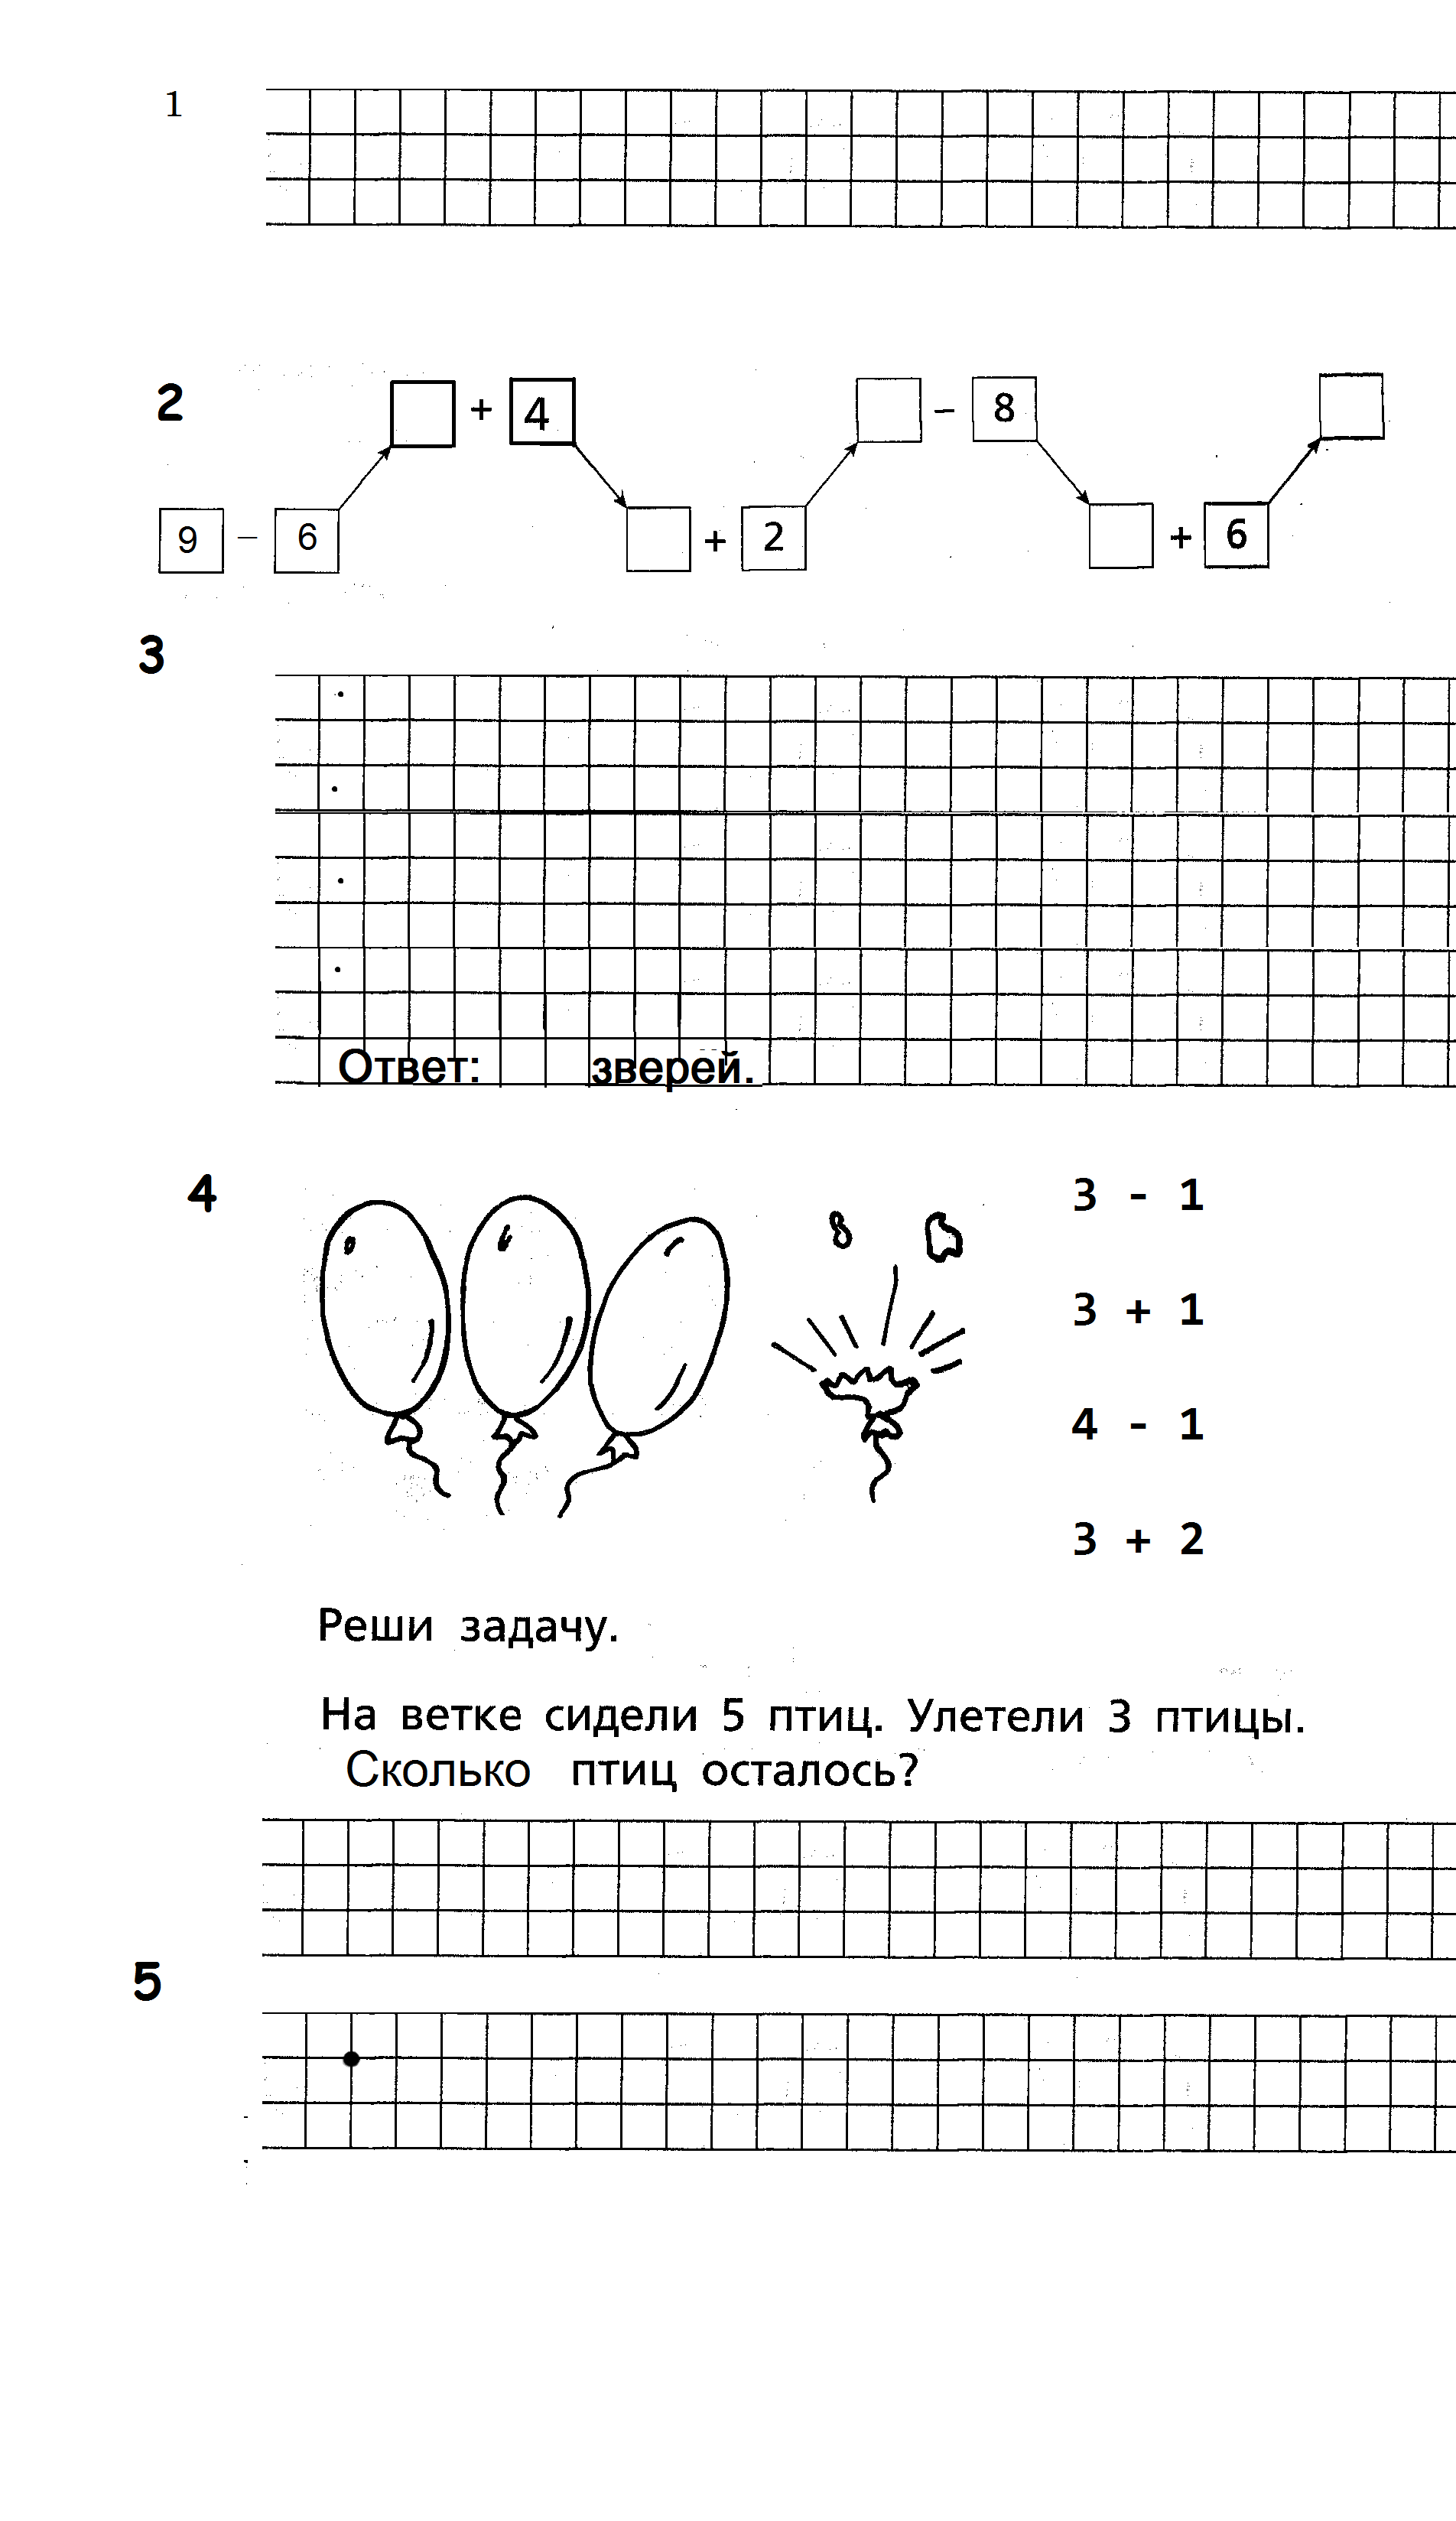 1
2
+ 4 - 8
9 - 6 + 2 + 6
3
Ответ: зверей.
4
3 - 1
3 + 1
4 - 1
3 + 2
Реши задачу.
На ветке сидели 5 птиц. Улетели 3 птицы.
Сколько птиц осталось?
5